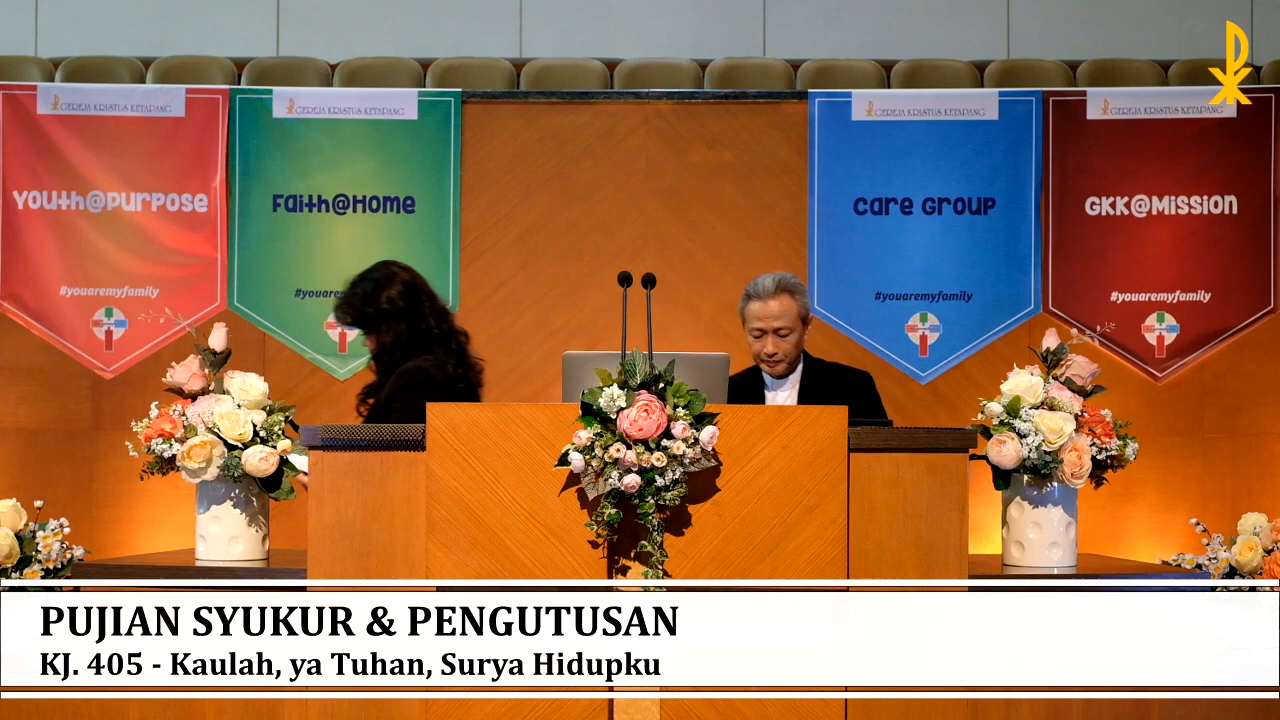 GEREJA KRISTUS KETAPANG
GEREJA KRISTUS KETAPANG
GEREJA KRISTUS KETAPANG
GEREJA KRISTUS KETAPANG
Youth@Purpose
Faith@Home
Care Group
GKK@Mission
#youaremyfamily
#youare
#youaremyfamily
#youaremyfamily
PUJIAN SYUKUR & PENGUTUSAN
KJ. 405 - Kaulah, ya Tuhan, Surya Hidupku